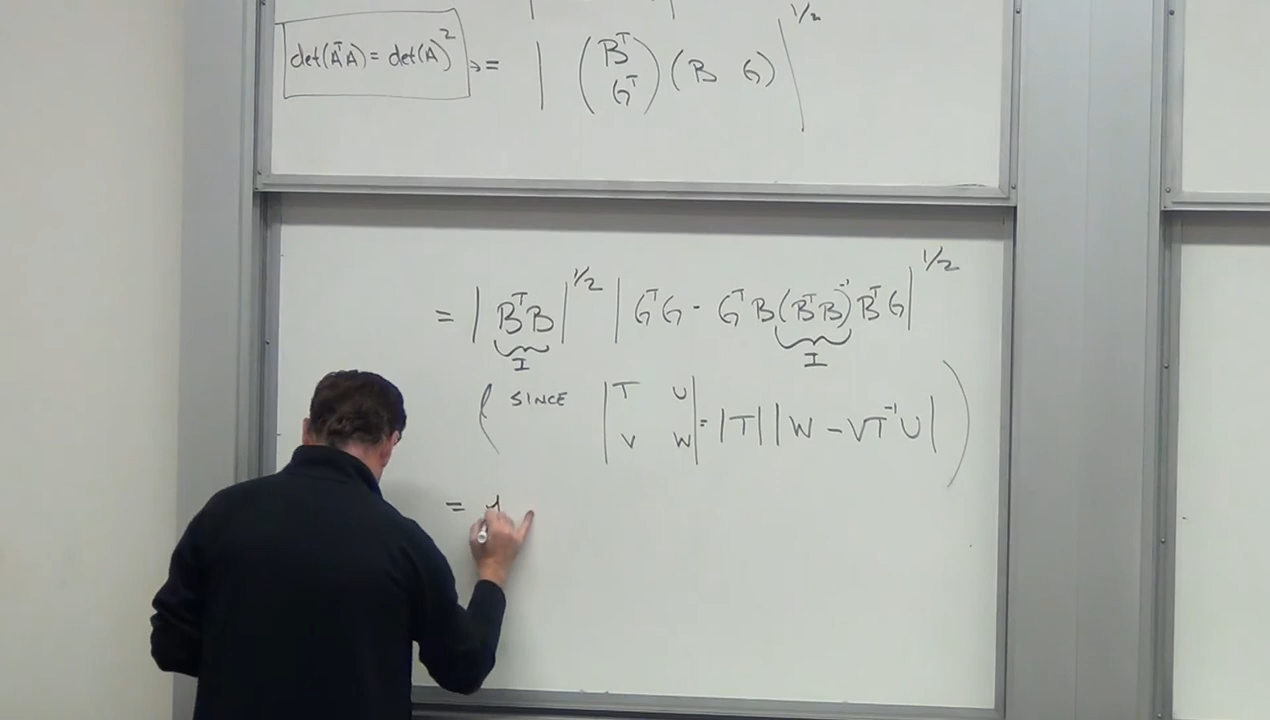 det(AᵀA) = det(A)² → = | (Bᵀ Gᵀ) (B G) |^1/2
= | BᵀB |^1/2 | GᵀG - GᵀB(BᵀB)⁻¹BᵀG |^1/2
I I
( SINCE | T U V W | = |T| | W - VT⁻¹U | )
=